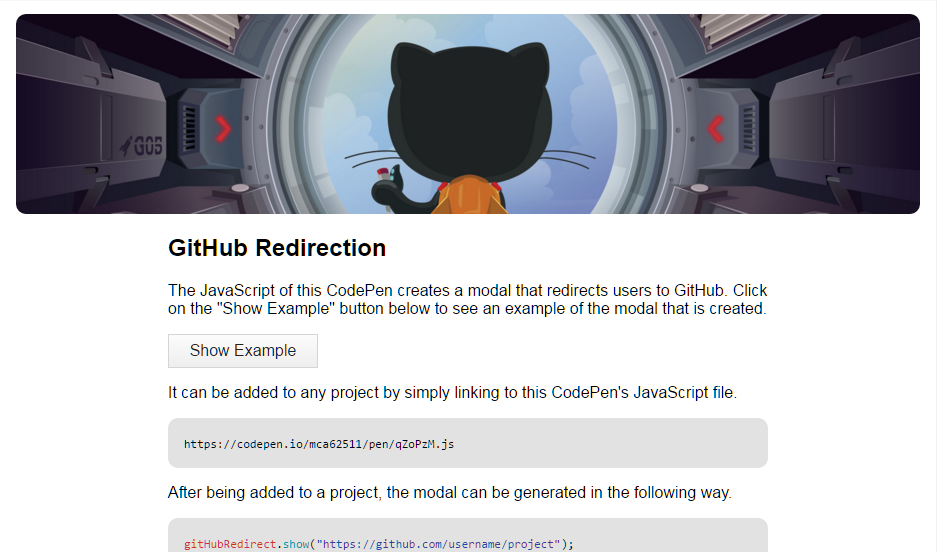 G05
GitHub Redirection
The JavaScript of this CodePen creates a modal that redirects users to GitHub. Click
on the "Show Example" button below to see an example of the modal that is created.
Show Example
It can be added to any project by simply linking to this CodePen's JavaScript file.
https://codepen.io/mca62511/pen/qZoPzM.js
After being added to a project, the modal can be generated in the following way.
gitHubRedirect.show("https://github.com/username/project");